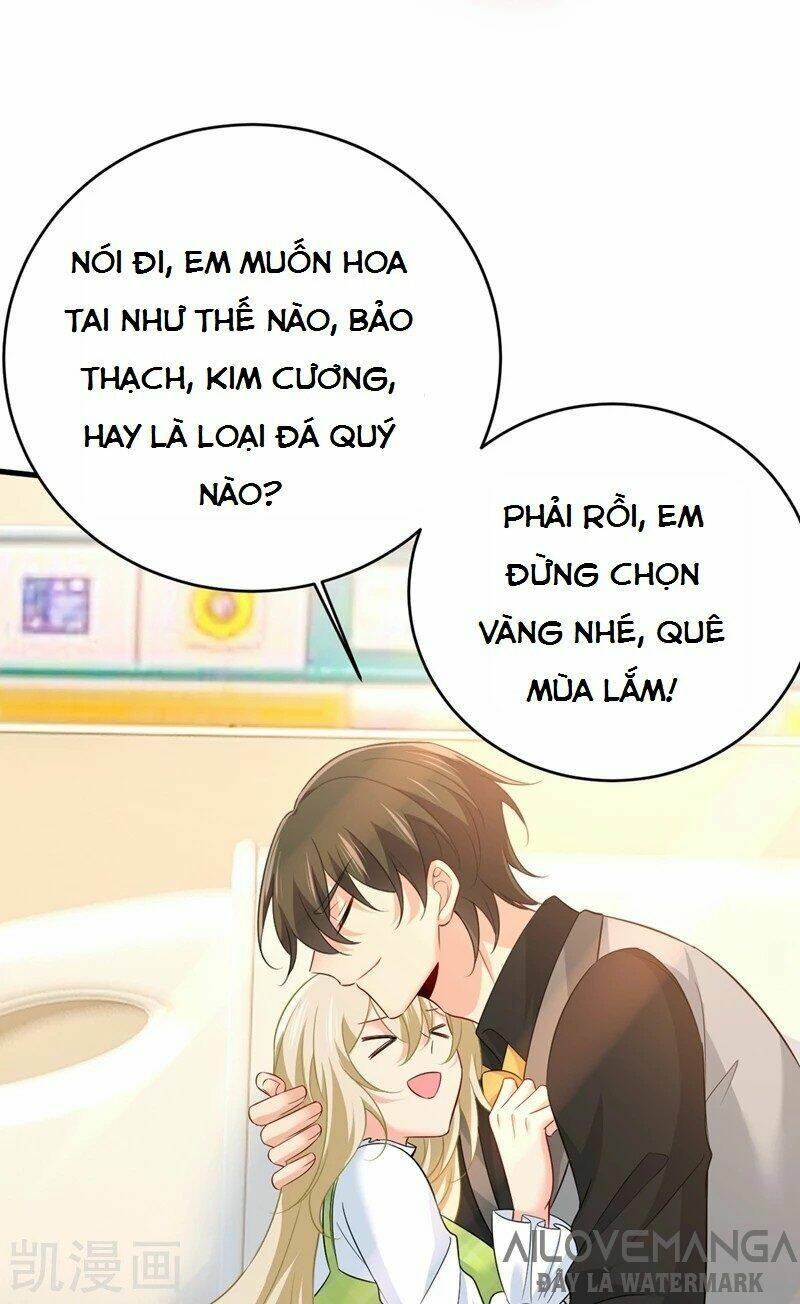 NÓI ĐI, EM MUỐN HOA
TAI NHƯ THẾ NÀO, BẢO
THẠCH, KIM CƯƠNG,
HAY LÀ LOẠI ĐÁ QUÝ
NÀO?
PHẢI RỒI, EM
ĐỪNG CHỌN
VÀNG NHÉ, QUÊ
MÙA LẮM!
凯漫画
AILOVEMANGA
ĐÂY LÀ WATERMARK